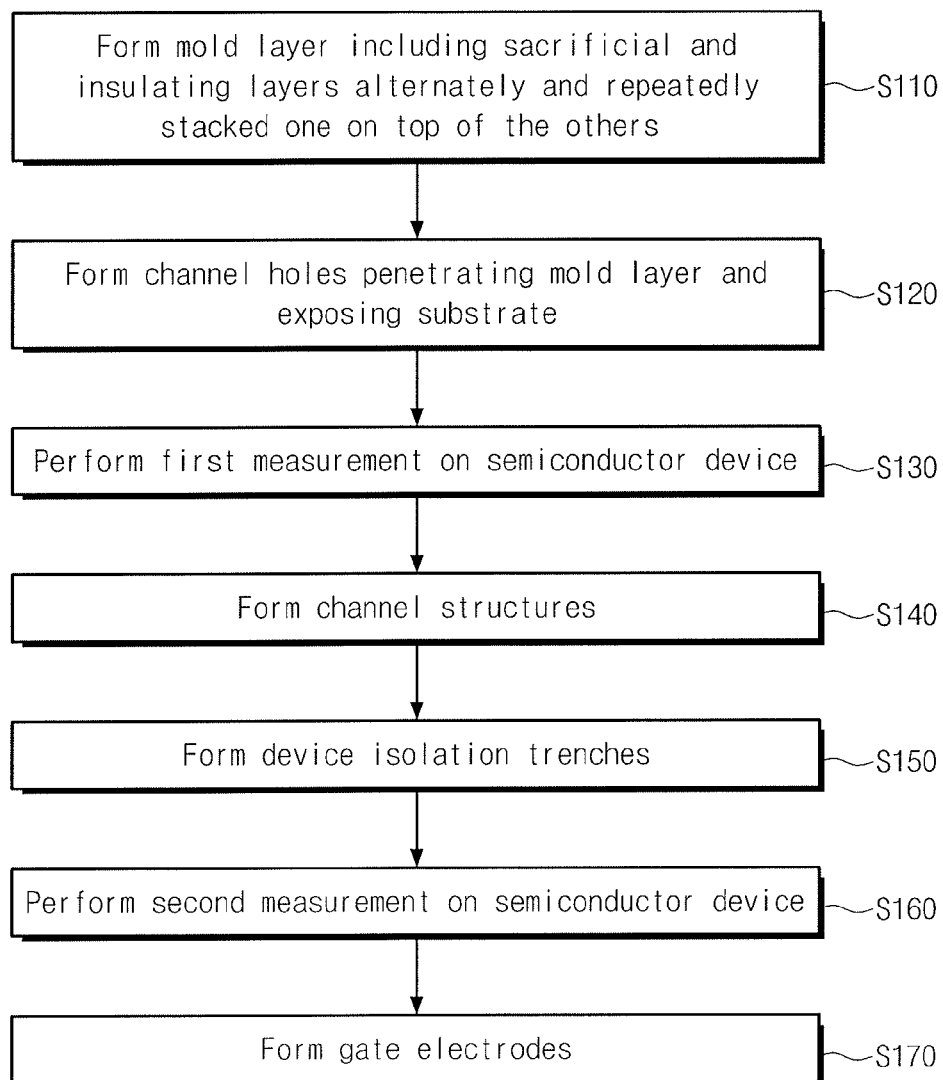 Form mold layer including sacrificial and
insulating layers alternately and repeatedly
stacked one on top of the others
S110
Form channel holes penetrating mold layer and
exposing substrate
S120
Perform first measurement on semiconductor device
S130
Form channel structures
S140
Form device isolation trenches
S150
Perform second measurement on semiconductor device
S160
Form gate electrodes
S170